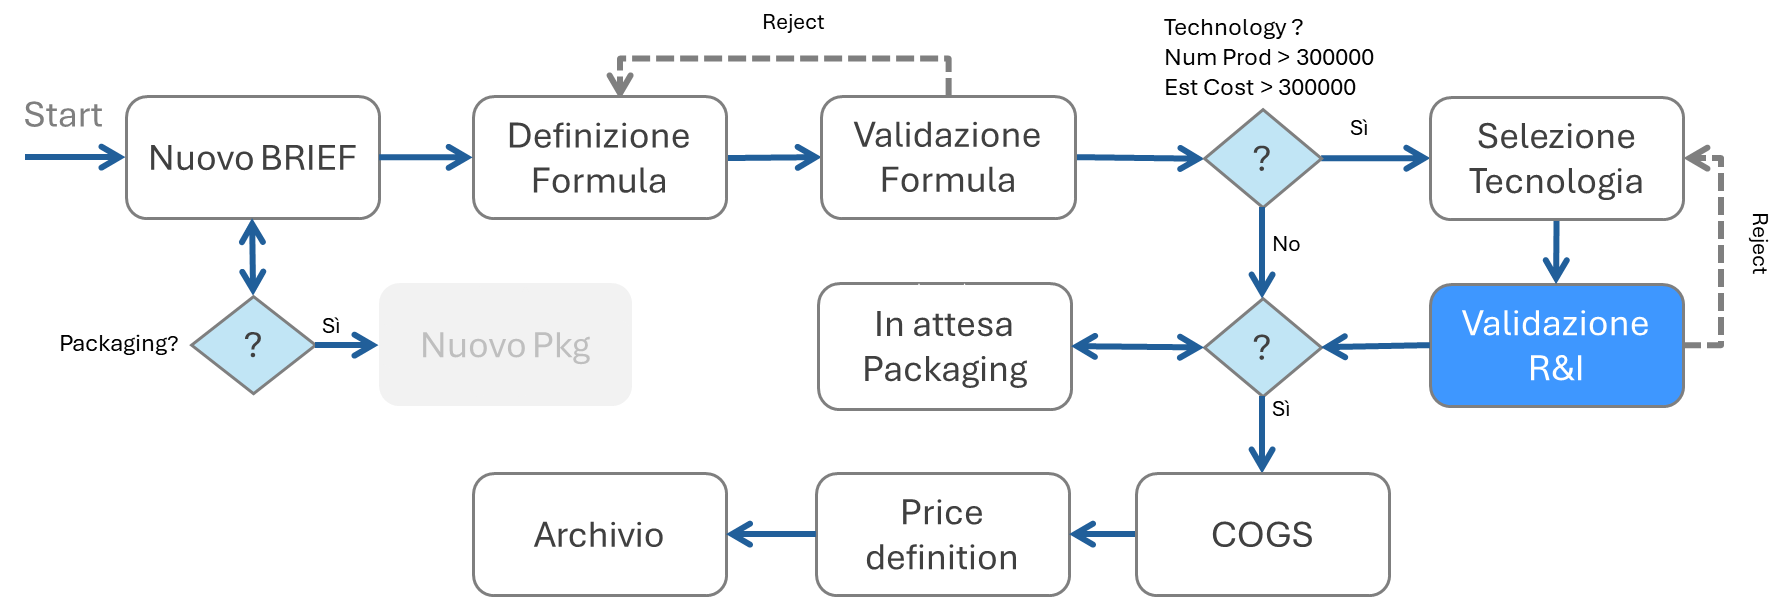 Reject
Technology ?
Num Prod > 300000
Est Cost > 300000
Start
Nuovo BRIEF
Definizione
Formula
Validazione
Formula
?
Sì
Selezione
Tecnologia
Reject
No
Packaging?
?
Sì
Nuovo Pkg
In attesa
Packaging
?
Validazione
R&I
Sì
Archivio
Price
definition
COGS